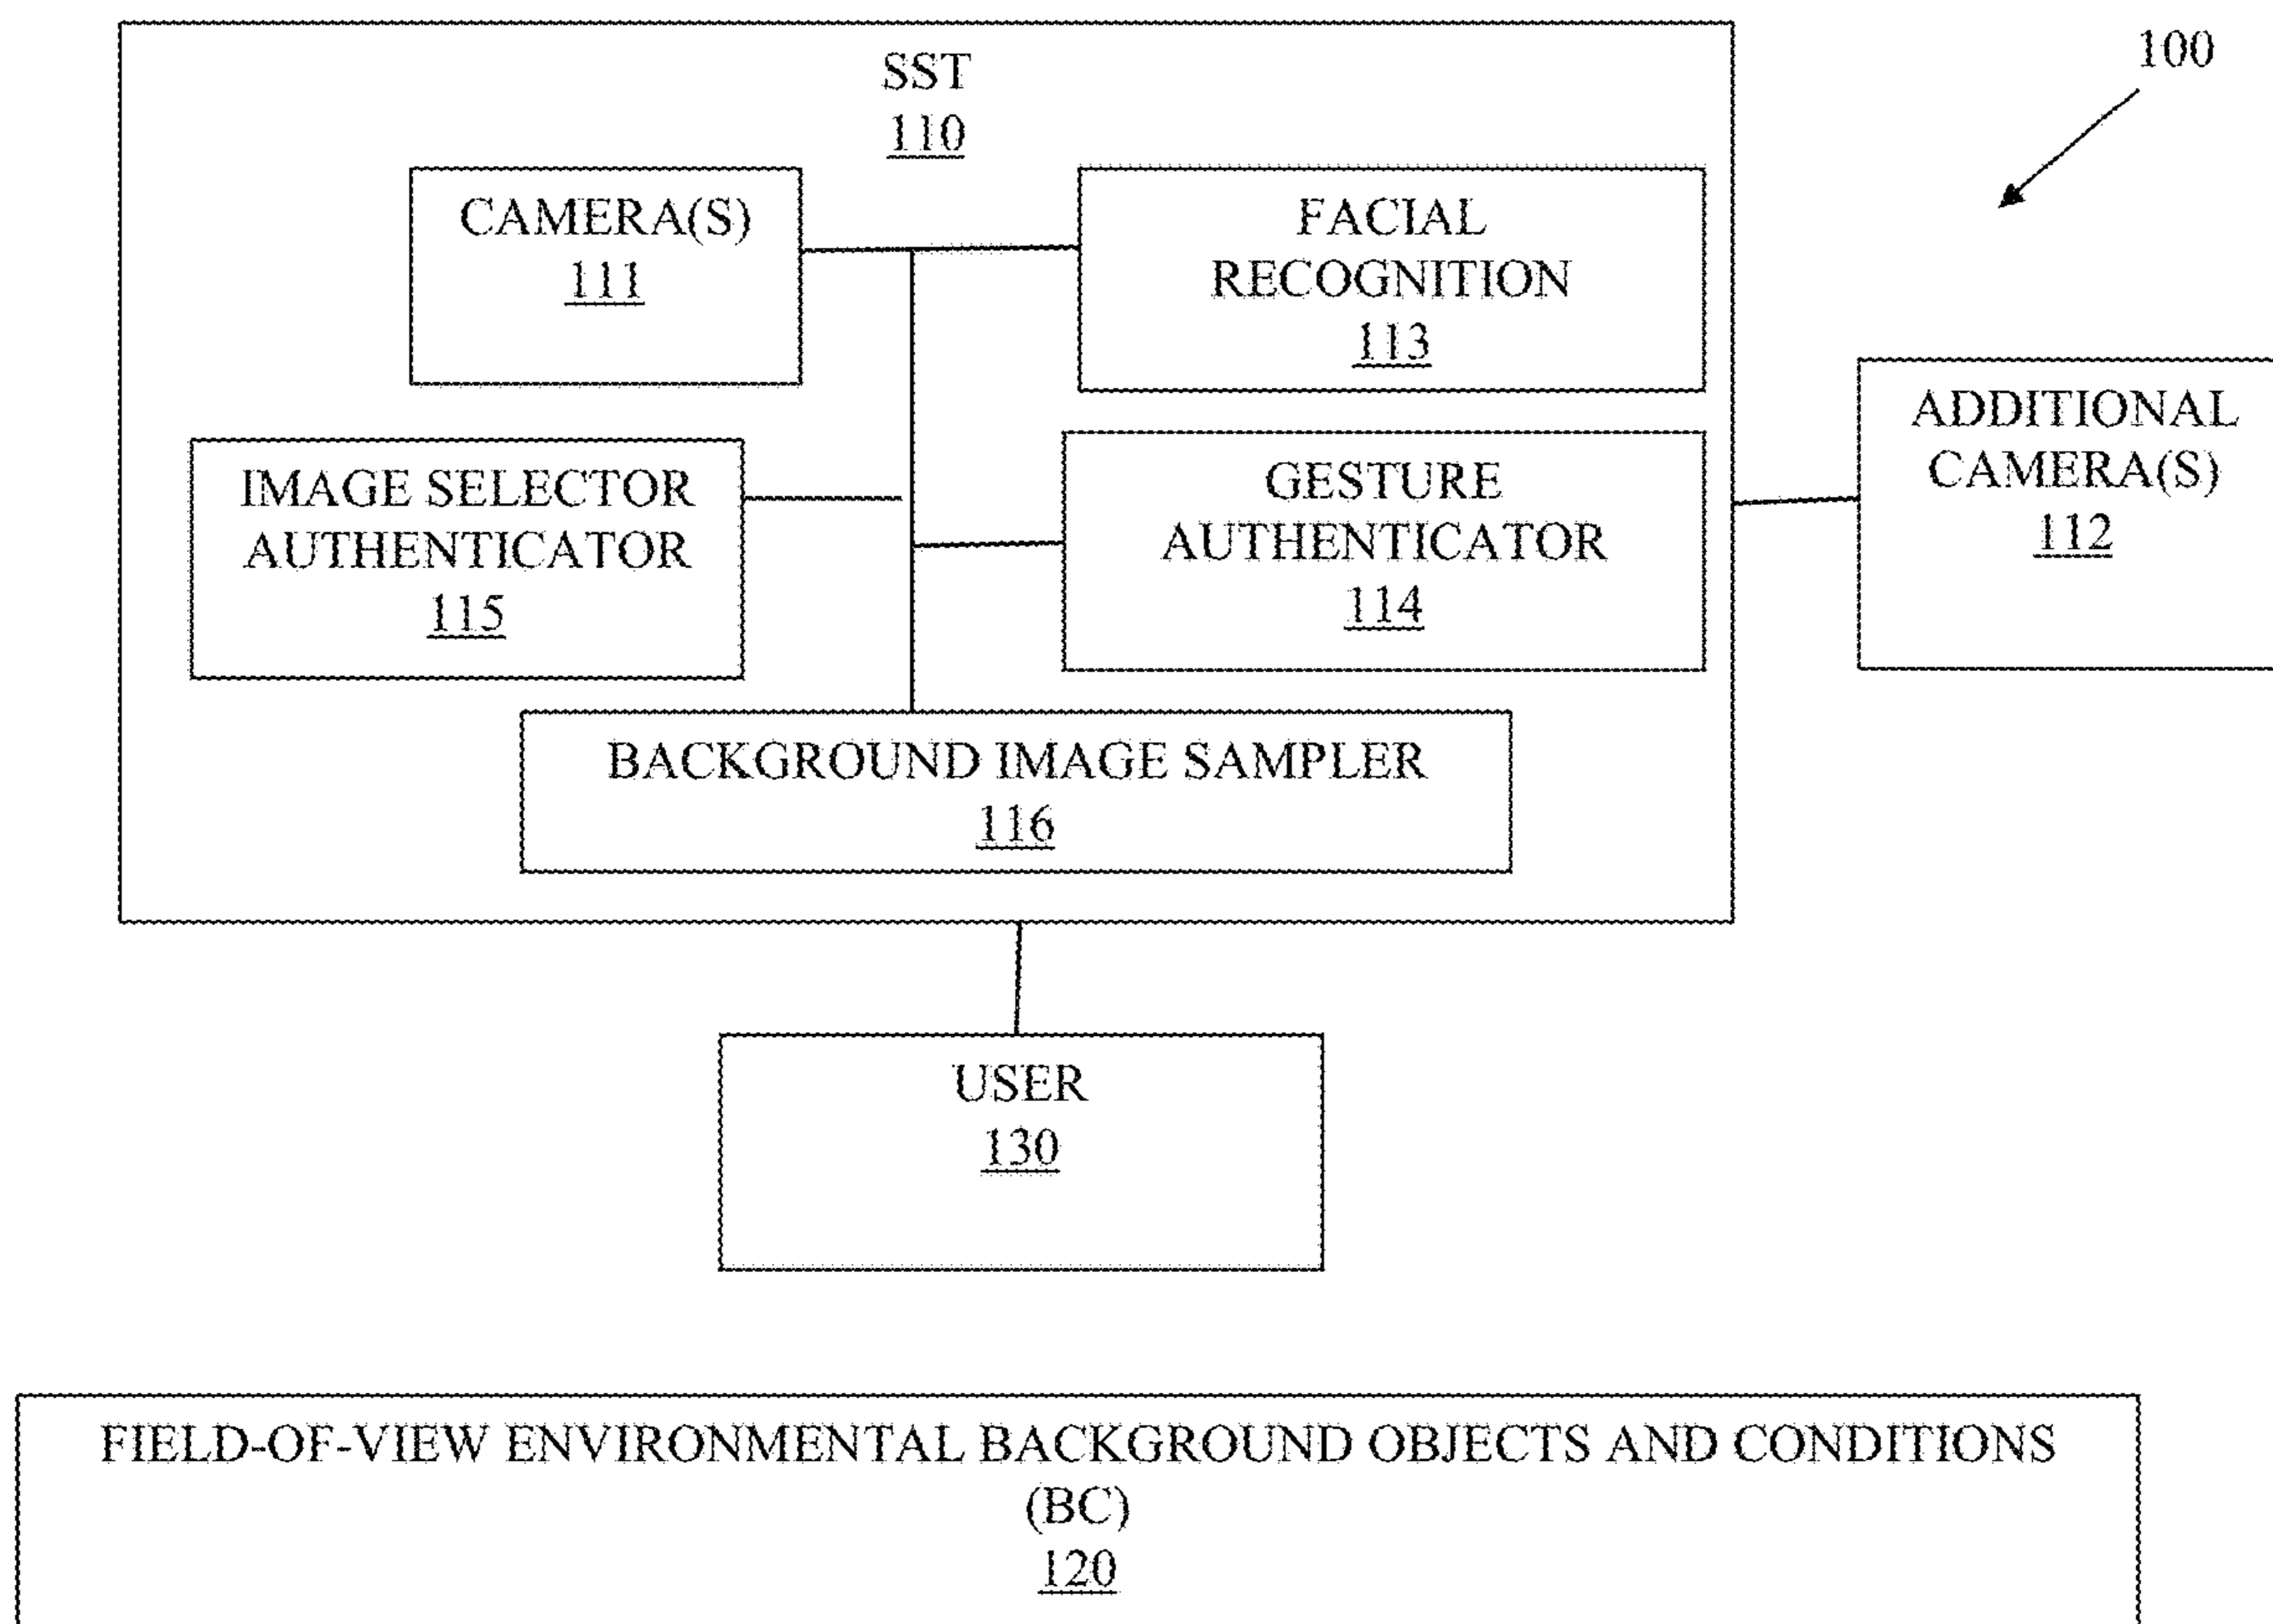 100
SST
110
CAMERA(S)
111
FACIAL
RECOGNITION
113
IMAGE SELECTOR
AUTHENTICATOR
115
GESTURE
AUTHENTICATOR
114
ADDITIONAL
CAMERA(S)
112
BACKGROUND IMAGE SAMPLER
116
USER
130
FIELD-OF-VIEW ENVIRONMENTAL BACKGROUND OBJECTS AND CONDITIONS
(BC)
120